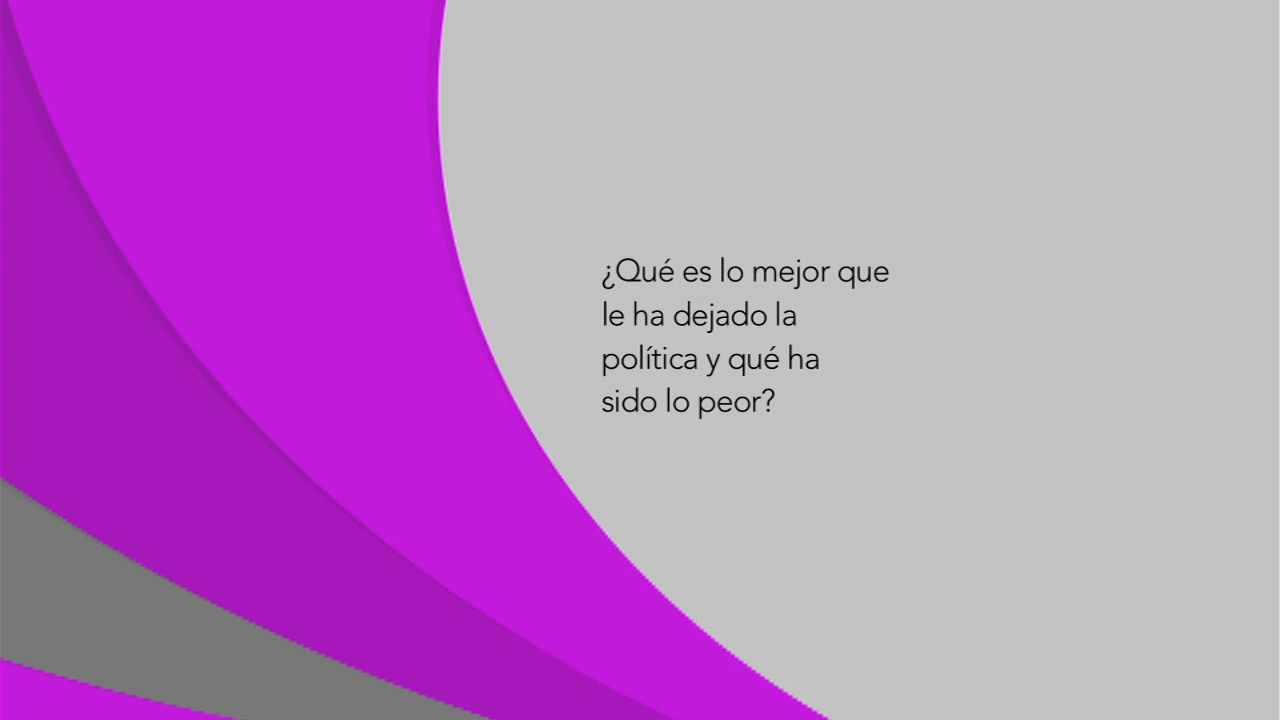 ¿Qué es lo mejor que
le ha dejado la
política y qué ha
sido lo peor?